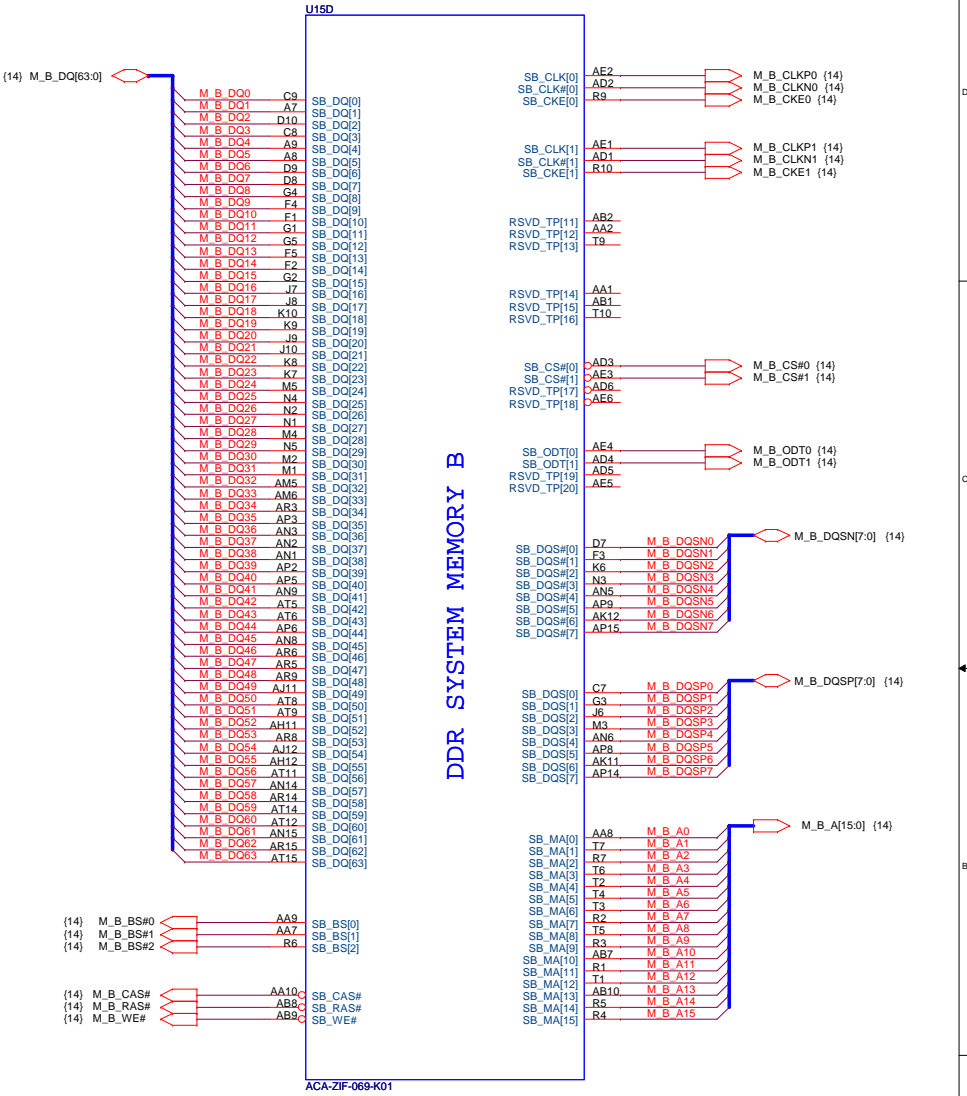 U15D
{14} M_B_DQ[63:0]
M_B_DQ0 C9 SB_DQ[0]
M_B_DQ1 A7 SB_DQ[1]
M_B_DQ2 D10 SB_DQ[2]
M_B_DQ3 C8 SB_DQ[3]
M_B_DQ4 A9 SB_DQ[4]
M_B_DQ5 A8 SB_DQ[5]
M_B_DQ6 D9 SB_DQ[6]
M_B_DQ7 D8 SB_DQ[7]
M_B_DQ8 G4 SB_DQ[8]
M_B_DQ9 F4 SB_DQ[9]
M_B_DQ10 F1 SB_DQ[10]
M_B_DQ11 G1 SB_DQ[11]
M_B_DQ12 G5 SB_DQ[12]
M_B_DQ13 F5 SB_DQ[13]
M_B_DQ14 F2 SB_DQ[14]
M_B_DQ15 G2 SB_DQ[15]
M_B_DQ16 J7 SB_DQ[16]
M_B_DQ17 J8 SB_DQ[17]
M_B_DQ18 K10 SB_DQ[18]
M_B_DQ19 K9 SB_DQ[19]
M_B_DQ20 J9 SB_DQ[20]
M_B_DQ21 J10 SB_DQ[21]
M_B_DQ22 K8 SB_DQ[22]
M_B_DQ23 K7 SB_DQ[23]
M_B_DQ24 M5 SB_DQ[24]
M_B_DQ25 N4 SB_DQ[25]
M_B_DQ26 N2 SB_DQ[26]
M_B_DQ27 N1 SB_DQ[27]
M_B_DQ28 M4 SB_DQ[28]
M_B_DQ29 N5 SB_DQ[29]
M_B_DQ30 M2 SB_DQ[30]
M_B_DQ31 M1 SB_DQ[31]
M_B_DQ32 AM5 SB_DQ[32]
M_B_DQ33 AM6 SB_DQ[33]
M_B_DQ34 AR3 SB_DQ[34]
M_B_DQ35 AP3 SB_DQ[35]
M_B_DQ36 AN3 SB_DQ[36]
M_B_DQ37 AN2 SB_DQ[37]
M_B_DQ38 AN1 SB_DQ[38]
M_B_DQ39 AP2 SB_DQ[39]
M_B_DQ40 AP5 SB_DQ[40]
M_B_DQ41 AN9 SB_DQ[41]
M_B_DQ42 AT5 SB_DQ[42]
M_B_DQ43 AT6 SB_DQ[43]
M_B_DQ44 AP6 SB_DQ[44]
M_B_DQ45 AN8 SB_DQ[45]
M_B_DQ46 AR6 SB_DQ[46]
M_B_DQ47 AR5 SB_DQ[47]
M_B_DQ48 AR9 SB_DQ[48]
M_B_DQ49 AJ11 SB_DQ[49]
M_B_DQ50 AT8 SB_DQ[50]
M_B_DQ51 AT9 SB_DQ[51]
M_B_DQ52 AH11 SB_DQ[52]
M_B_DQ53 AR8 SB_DQ[53]
M_B_DQ54 AJ12 SB_DQ[54]
M_B_DQ55 AH12 SB_DQ[55]
M_B_DQ56 AT11 SB_DQ[56]
M_B_DQ57 AN14 SB_DQ[57]
M_B_DQ58 AR14 SB_DQ[58]
M_B_DQ59 AT14 SB_DQ[59]
M_B_DQ60 AT12 SB_DQ[60]
M_B_DQ61 AN15 SB_DQ[61]
M_B_DQ62 AR15 SB_DQ[62]
M_B_DQ63 AT15 SB_DQ[63]
{14} M_B_BS#0 AA9 SB_BS[0]
{14} M_B_BS#1 AA7 SB_BS[1]
{14} M_B_BS#2 R6 SB_BS[2]
{14} M_B_CAS# AA10 SB_CAS#
{14} M_B_RAS# AB8 SB_RAS#
{14} M_B_WE# AB9 SB_WE#
DDR SYSTEM MEMORY B
SB_CLK[0] AE2 M_B_CLKP0 {14}
SB_CLK#[0] AD2 M_B_CLKN0 {14}
SB_CKE[0] R9 M_B_CKE0 {14}
SB_CLK[1] AE1 M_B_CLKP1 {14}
SB_CLK#[1] AD1 M_B_CLKN1 {14}
SB_CKE[1] R10 M_B_CKE1 {14}
RSVD_TP[11] AB2
RSVD_TP[12] AA2
RSVD_TP[13] T9
RSVD_TP[14] AA1
RSVD_TP[15] AB1
RSVD_TP[16] T10
SB_CS#[0] AD3 M_B_CS#0 {14}
SB_CS#[1] AE3 M_B_CS#1 {14}
RSVD_TP[17] AD6
RSVD_TP[18] AE6
SB_ODT[0] AE4 M_B_ODT0 {14}
SB_ODT[1] AD4 M_B_ODT1 {14}
RSVD_TP[19] AD5
RSVD_TP[20] AE5
M_B_DQSN[7:0] {14}
SB_DQS#[0] D7 M_B_DQSN0
SB_DQS#[1] F3 M_B_DQSN1
SB_DQS#[2] K6 M_B_DQSN2
SB_DQS#[3] N3 M_B_DQSN3
SB_DQS#[4] AN5 M_B_DQSN4
SB_DQS#[5] AP9 M_B_DQSN5
SB_DQS#[6] AK12 M_B_DQSN6
SB_DQS#[7] AP15 M_B_DQSN7
M_B_DQSP[7:0] {14}
SB_DQS[0] C7 M_B_DQSP0
SB_DQS[1] G3 M_B_DQSP1
SB_DQS[2] J6 M_B_DQSP2
SB_DQS[3] M3 M_B_DQSP3
SB_DQS[4] AN6 M_B_DQSP4
SB_DQS[5] AP8 M_B_DQSP5
SB_DQS[6] AK11 M_B_DQSP6
SB_DQS[7] AP14 M_B_DQSP7
M_B_A[15:0] {14}
SB_MA[0] AA8 M_B_A0
SB_MA[1] T7 M_B_A1
SB_MA[2] R7 M_B_A2
SB_MA[3] T6 M_B_A3
SB_MA[4] T2 M_B_A4
SB_MA[5] T4 M_B_A5
SB_MA[6] T3 M_B_A6
SB_MA[7] R2 M_B_A7
SB_MA[8] T5 M_B_A8
SB_MA[9] R3 M_B_A9
SB_MA[10] AB7 M_B_A10
SB_MA[11] R1 M_B_A11
SB_MA[12] T1 M_B_A12
SB_MA[13] AB10 M_B_A13
SB_MA[14] R5 M_B_A14
SB_MA[15] R4 M_B_A15
ACA-ZIF-069-K01
D
C
B